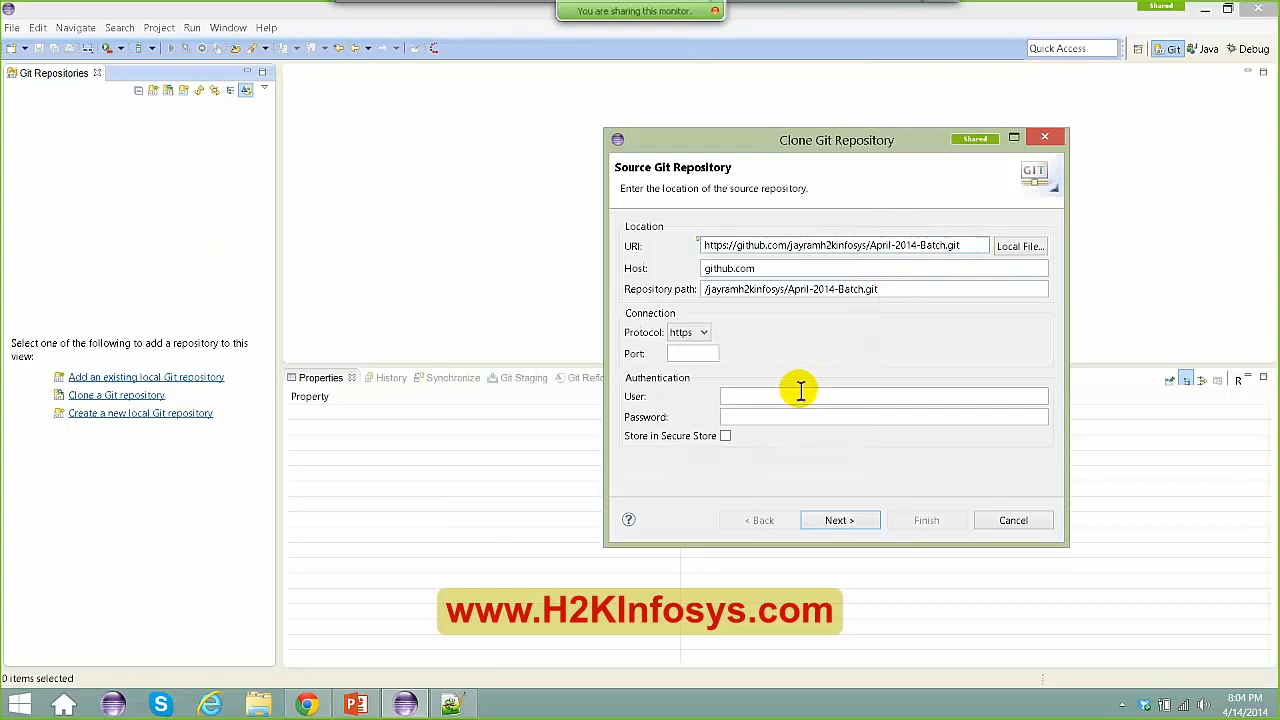 You are sharing this monitor.
Shared
File Edit Navigate Search Project Run Window Help
Quick Access
Git Java Debug
Git Repositories
Clone Git Repository
Shared
Source Git Repository
Enter the location of the source repository.
GIT
Location
URI: https://github.com/jayramh2kinfosys/April-2014-Batch.git Local File...
Host: github.com
Repository path: /jayramh2kinfosys/April-2014-Batch.git
Connection
Protocol: https
Port:
Authentication
User:
Password:
Store in Secure Store
< Back Next > Finish Cancel
Select one of the following to add a repository to this
view:
Add an existing local Git repository
Clone a Git repository
Create a new local Git repository
Properties History Synchronize Git Staging Git Reflo
Property
www.H2KInfosys.com
0 items selected
8:04 PM
4/14/2014